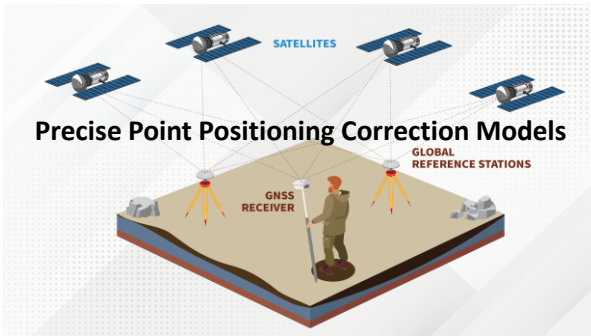 SATELLITES
Precise Point Positioning Correction Models
GLOBAL
REFERENCE STATIONS
GNSS
RECEIVER